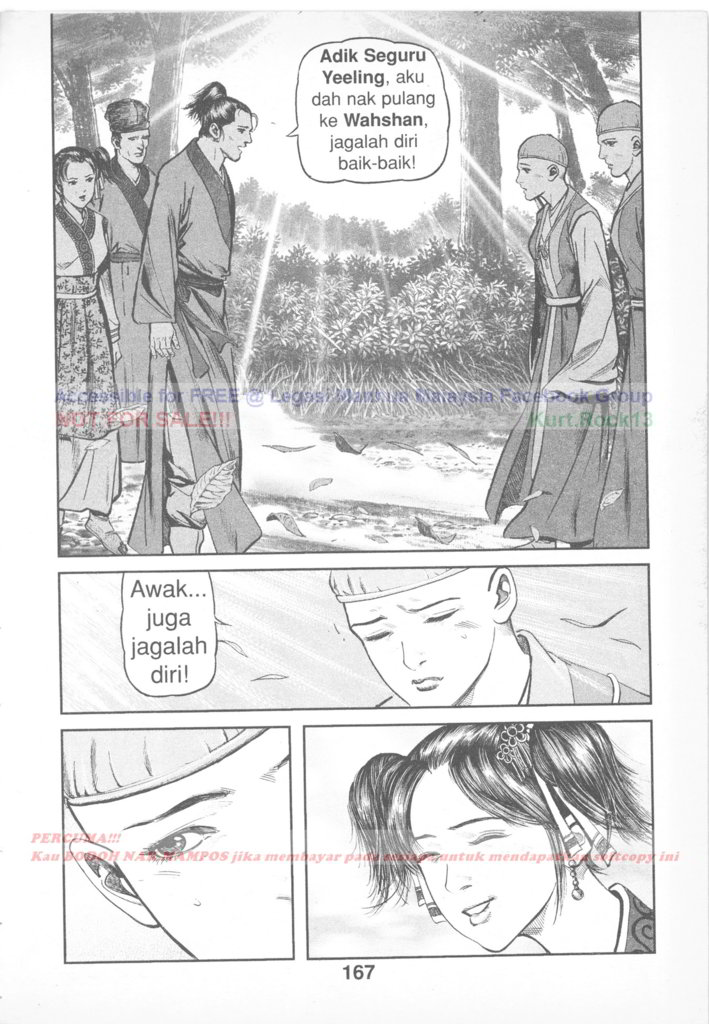 Adik Seguru
Yeeling, aku
dah nak pulang
ke Wahshan,
jagalah diri
baik-baik!
Accessible for FREE @ Legasi Manhua Malaysia FaceBook Group
NOT FOR SALE!!!
Kurt.Rock13
Awak...
juga
jagalah
diri!
PERCUMA!!!
Kau BODOH NAK MAMPOS jika membayar pada sesiapa untuk mendapatkan softcopy ini
167